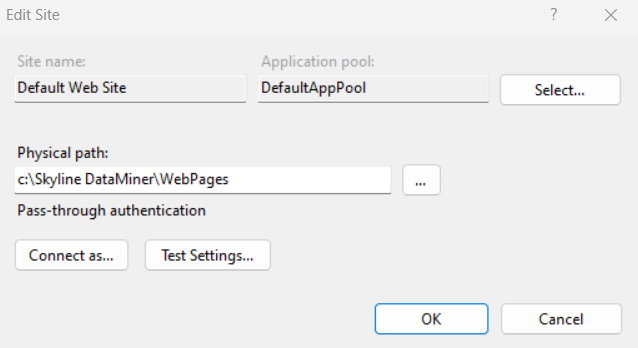 Edit Site
? ×
Site name:
Application pool:
Default Web Site
DefaultAppPool
Select...
Physical path:
c:\Skyline DataMiner\WebPages
...
Pass-through authentication
Connect as...
Test Settings...
OK
Cancel